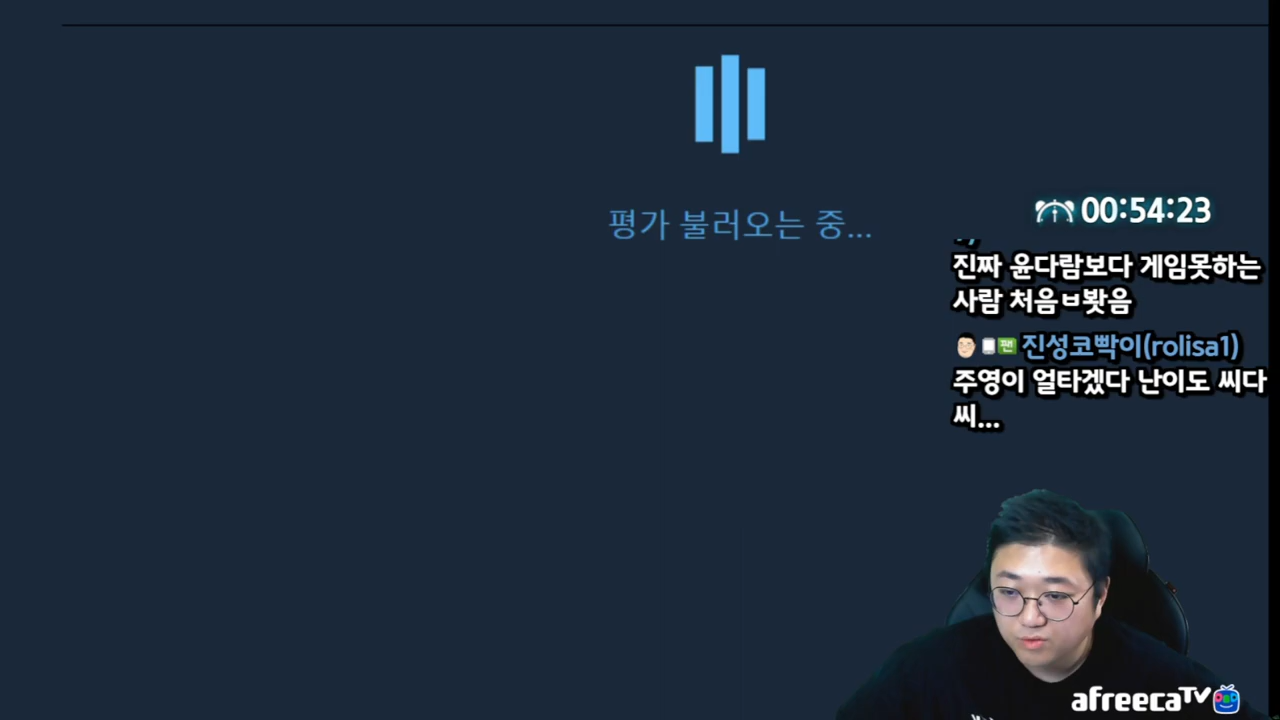 평가 불러오는 중...
00:54:23
진짜 윤다람보다 게임못하는
사람 처음ㅂ봣음
팬 진성코빡이(rolisa1)
주영이 얼타겠다 난이도 씨다
씨...
afreecaTV